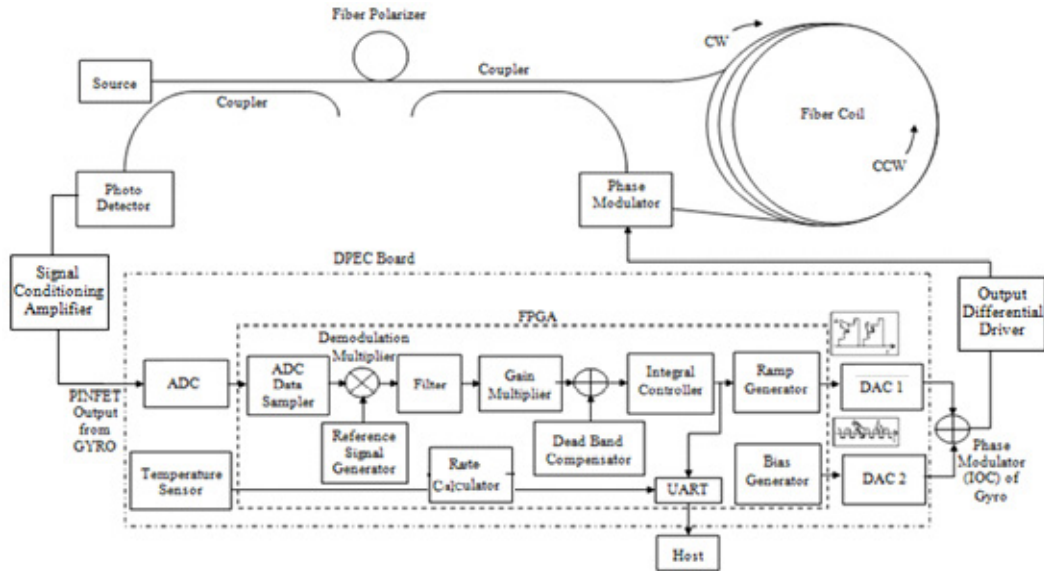 Fiber Polarizer
CW
Source
Coupler
Coupler
Fiber Coil
CCW
Photo
Detector
Phase
Modulator
DPEC Board
Signal
Conditioning
Amplifier
Output
Differential
Driver
FPGA
Demodulation
Multiplier
ADC
ADC
Data
Sampler
Filter
Gain
Multiplier
Integral
Controller
Ramp
Generator
DAC 1
PINFET
Output
from
GYRO
Reference
Signal
Generator
Dead Band
Compensator
Phase
Modulator
(IOC) of
Gyro
Temperature
Sensor
Rate
Calculator
UART
Bias
Generator
DAC 2
Host